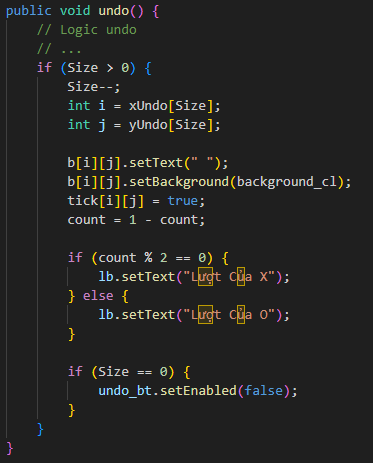 public void undo() {
    // Logic undo
    // ...
    if (Size > 0) {
        Size--;
        int i = xUndo[Size];
        int j = yUndo[Size];

        b[i][j].setText(" ");
        b[i][j].setBackground(background_cl);
        tick[i][j] = true;
        count = 1 - count;

        if (count % 2 == 0) {
            lb.setText("Lượt Của X");
        } else {
            lb.setText("Lượt Của O");
        }

        if (Size == 0) {
            undo_bt.setEnabled(false);
        }
    }
}